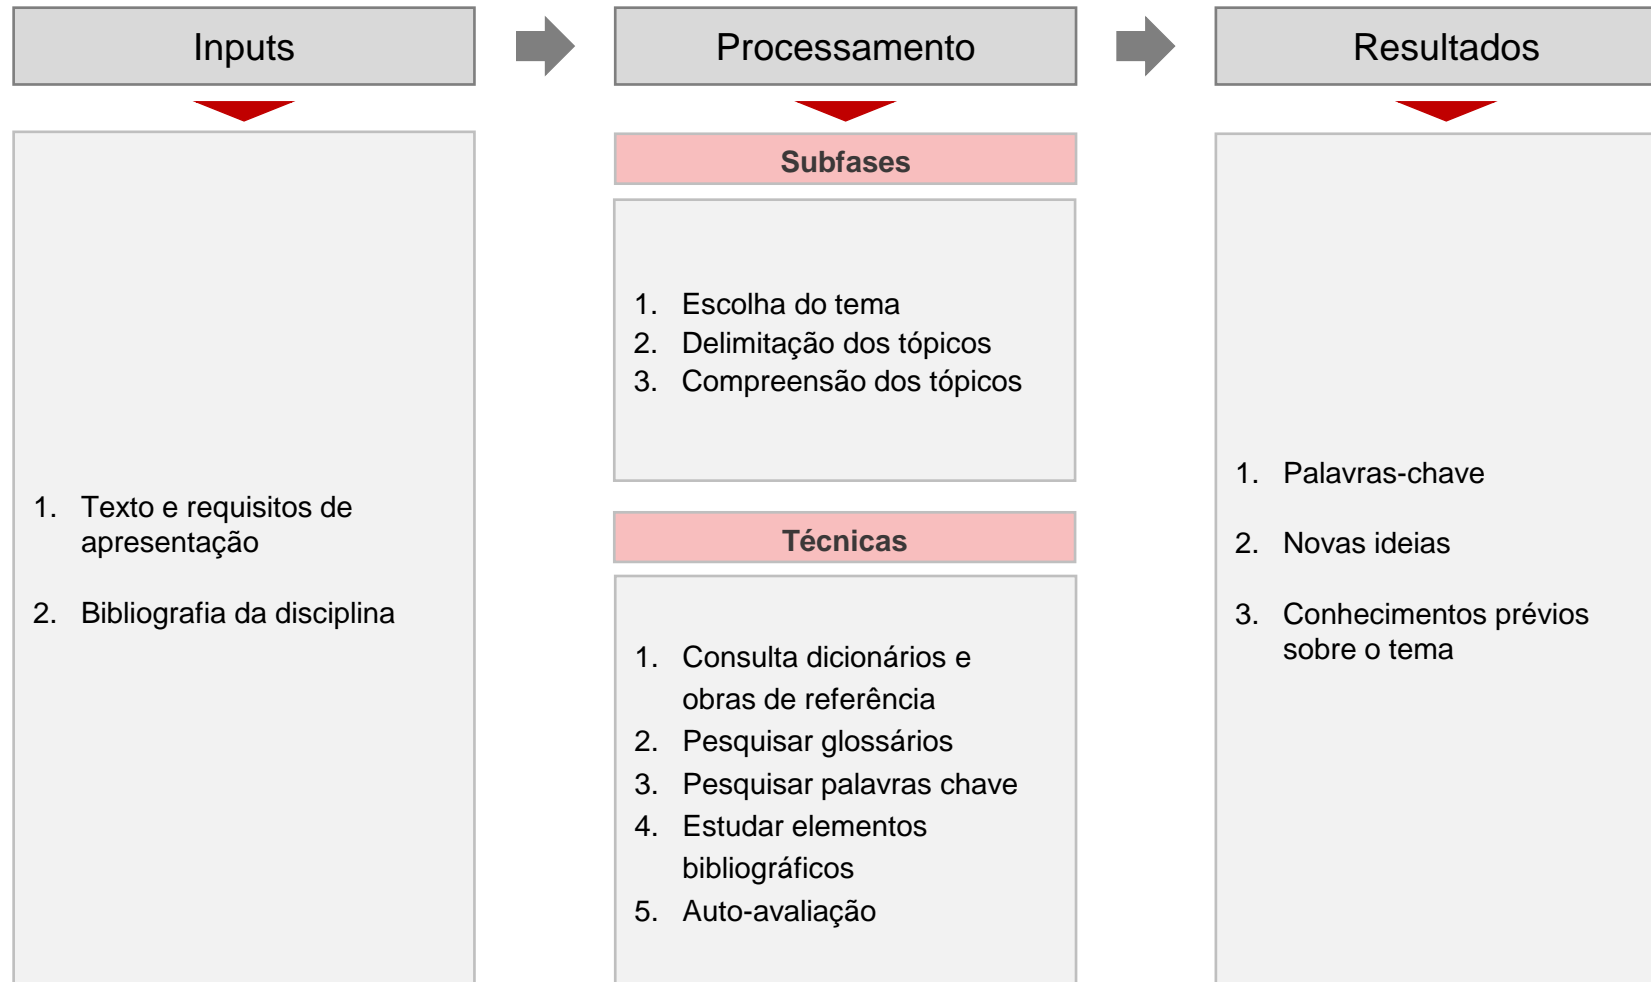 Inputs
Processamento
Resultados
1. Texto e requisitos de
apresentação
2. Bibliografia da disciplina
Subfases
1. Escolha do tema
2. Delimitação dos tópicos
3. Compreensão dos tópicos
Técnicas
1. Consulta dicionários e
obras de referência
2. Pesquisar glossários
3. Pesquisar palavras chave
4. Estudar elementos
bibliográficos
5. Auto-avaliação
1. Palavras-chave
2. Novas ideias
3. Conhecimentos prévios
sobre o tema